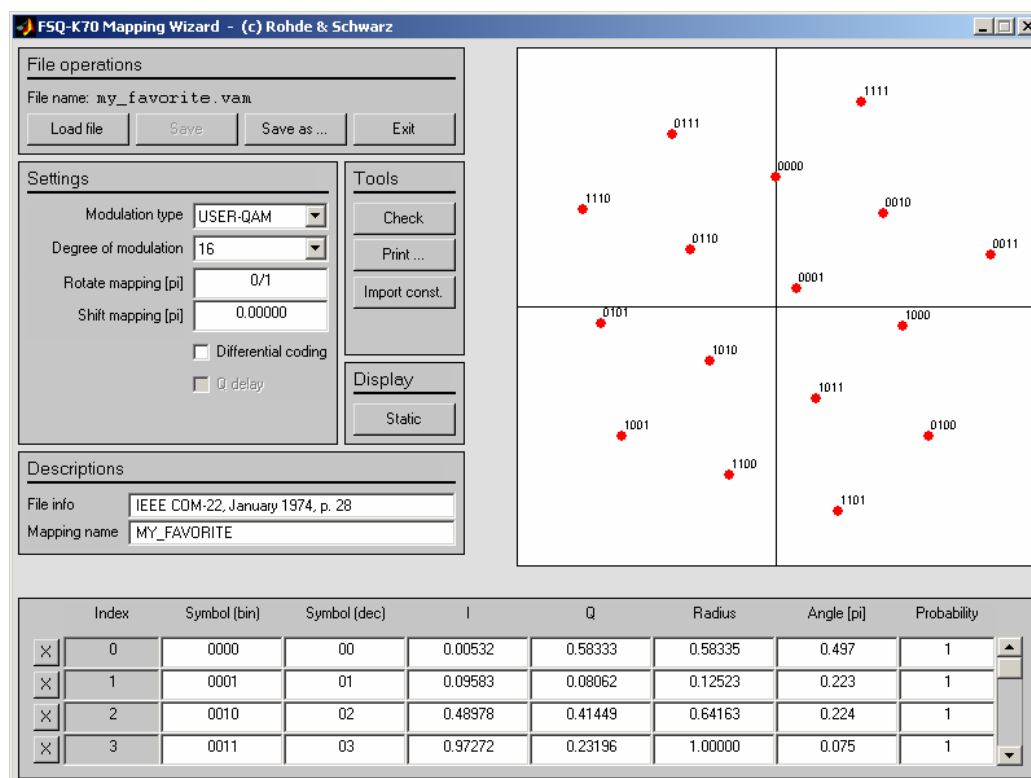 FSQ-K70 Mapping Wizard - (c) Rohde & Schwarz
File operations
File name: my_favorite.vam
Load file Save Save as ... Exit
Settings
Modulation type USER-QAM
Degree of modulation 16
Rotate mapping [pi] 0/1
Shift mapping [pi] 0.00000
Differential coding
Q delay
Tools
Check
Print ...
Import const.
Display
Static
Descriptions
File info IEEE COM-22, January 1974, p. 28
Mapping name MY_FAVORITE
1111
0111
0000
1110
0010
0110
0011
0001
0101
1000
1010
1011
1001
0100
1100
1101
Index Symbol (bin) Symbol (dec) I Q Radius Angle [pi] Probability
X 0 0000 00 0.00532 0.58333 0.58335 0.497 1
X 1 0001 01 0.09583 0.08062 0.12523 0.223 1
X 2 0010 02 0.48978 0.41449 0.64163 0.224 1
X 3 0011 03 0.97272 0.23196 1.00000 0.075 1